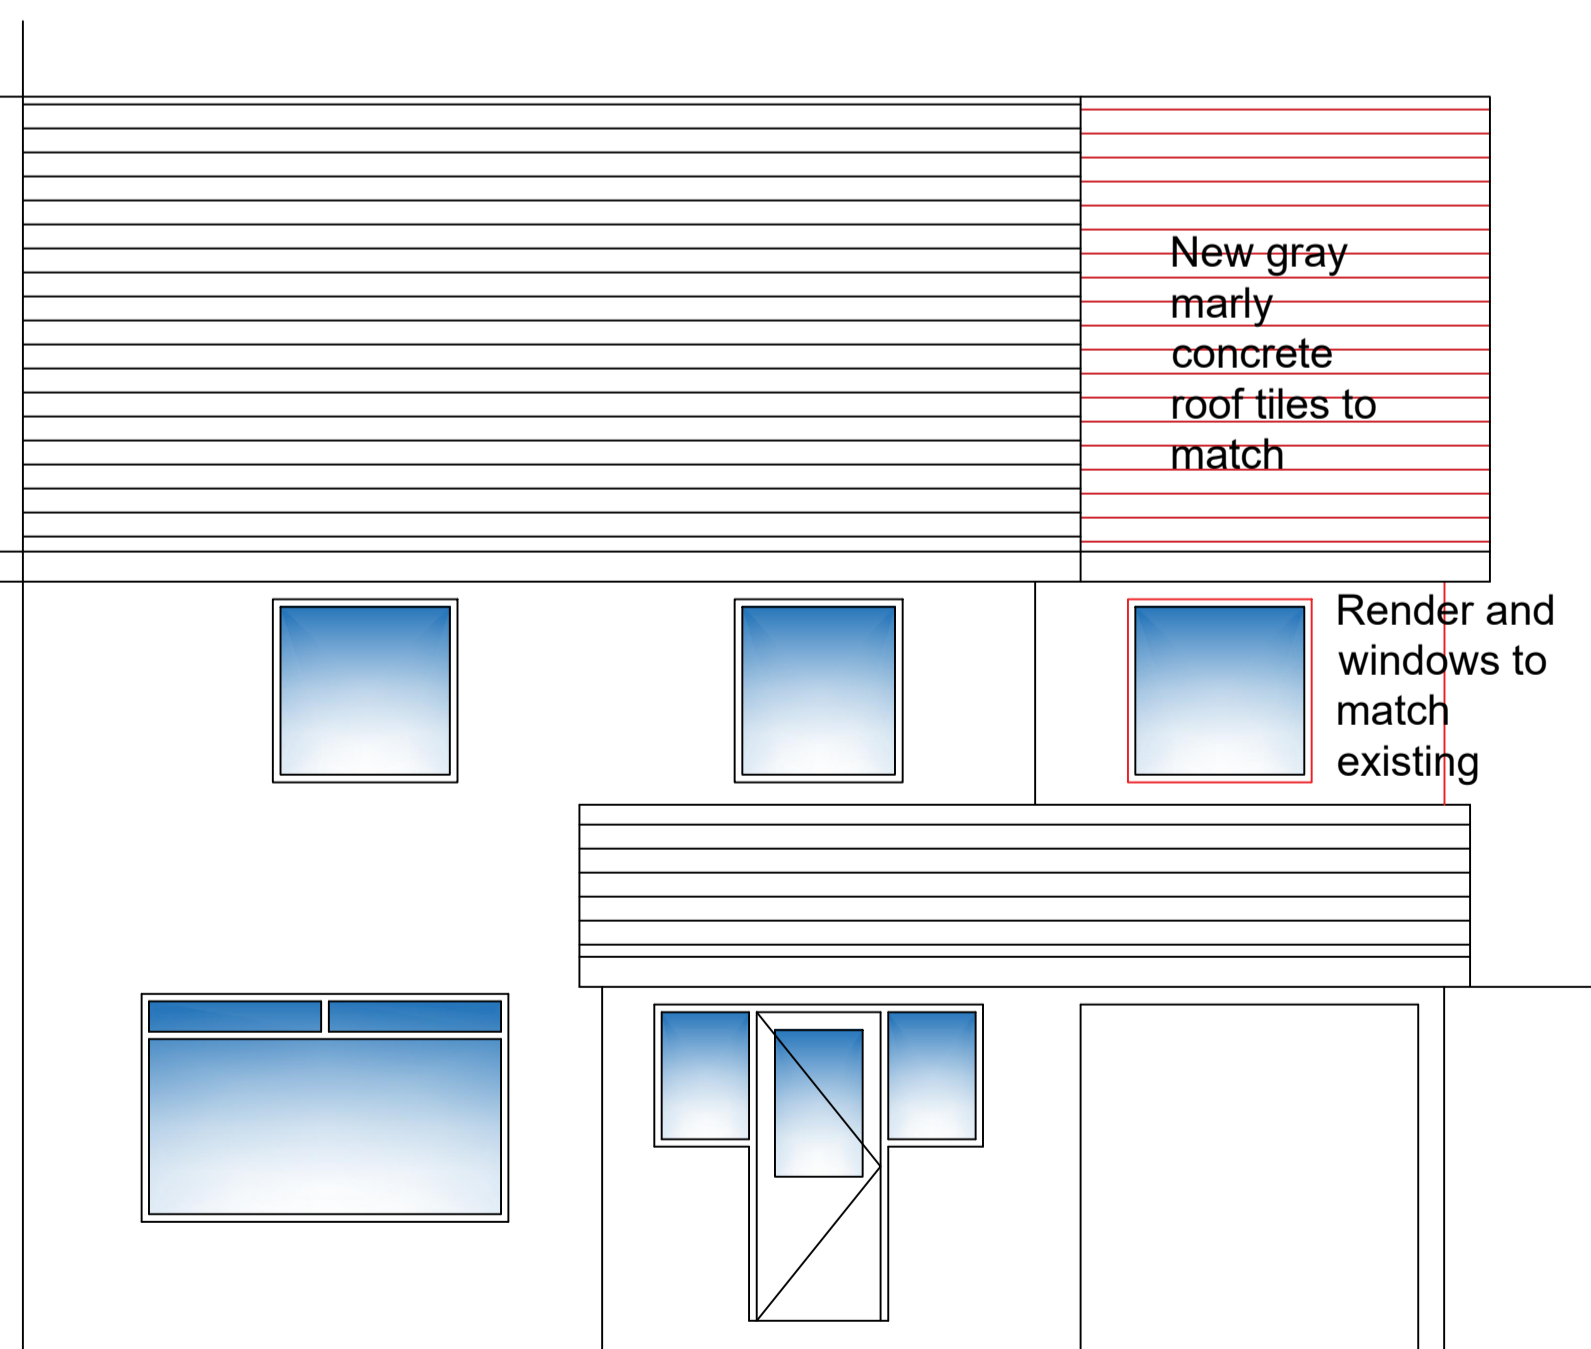 New gray
marly
concrete
roof tiles to
match
Render and
windows to
match
existing